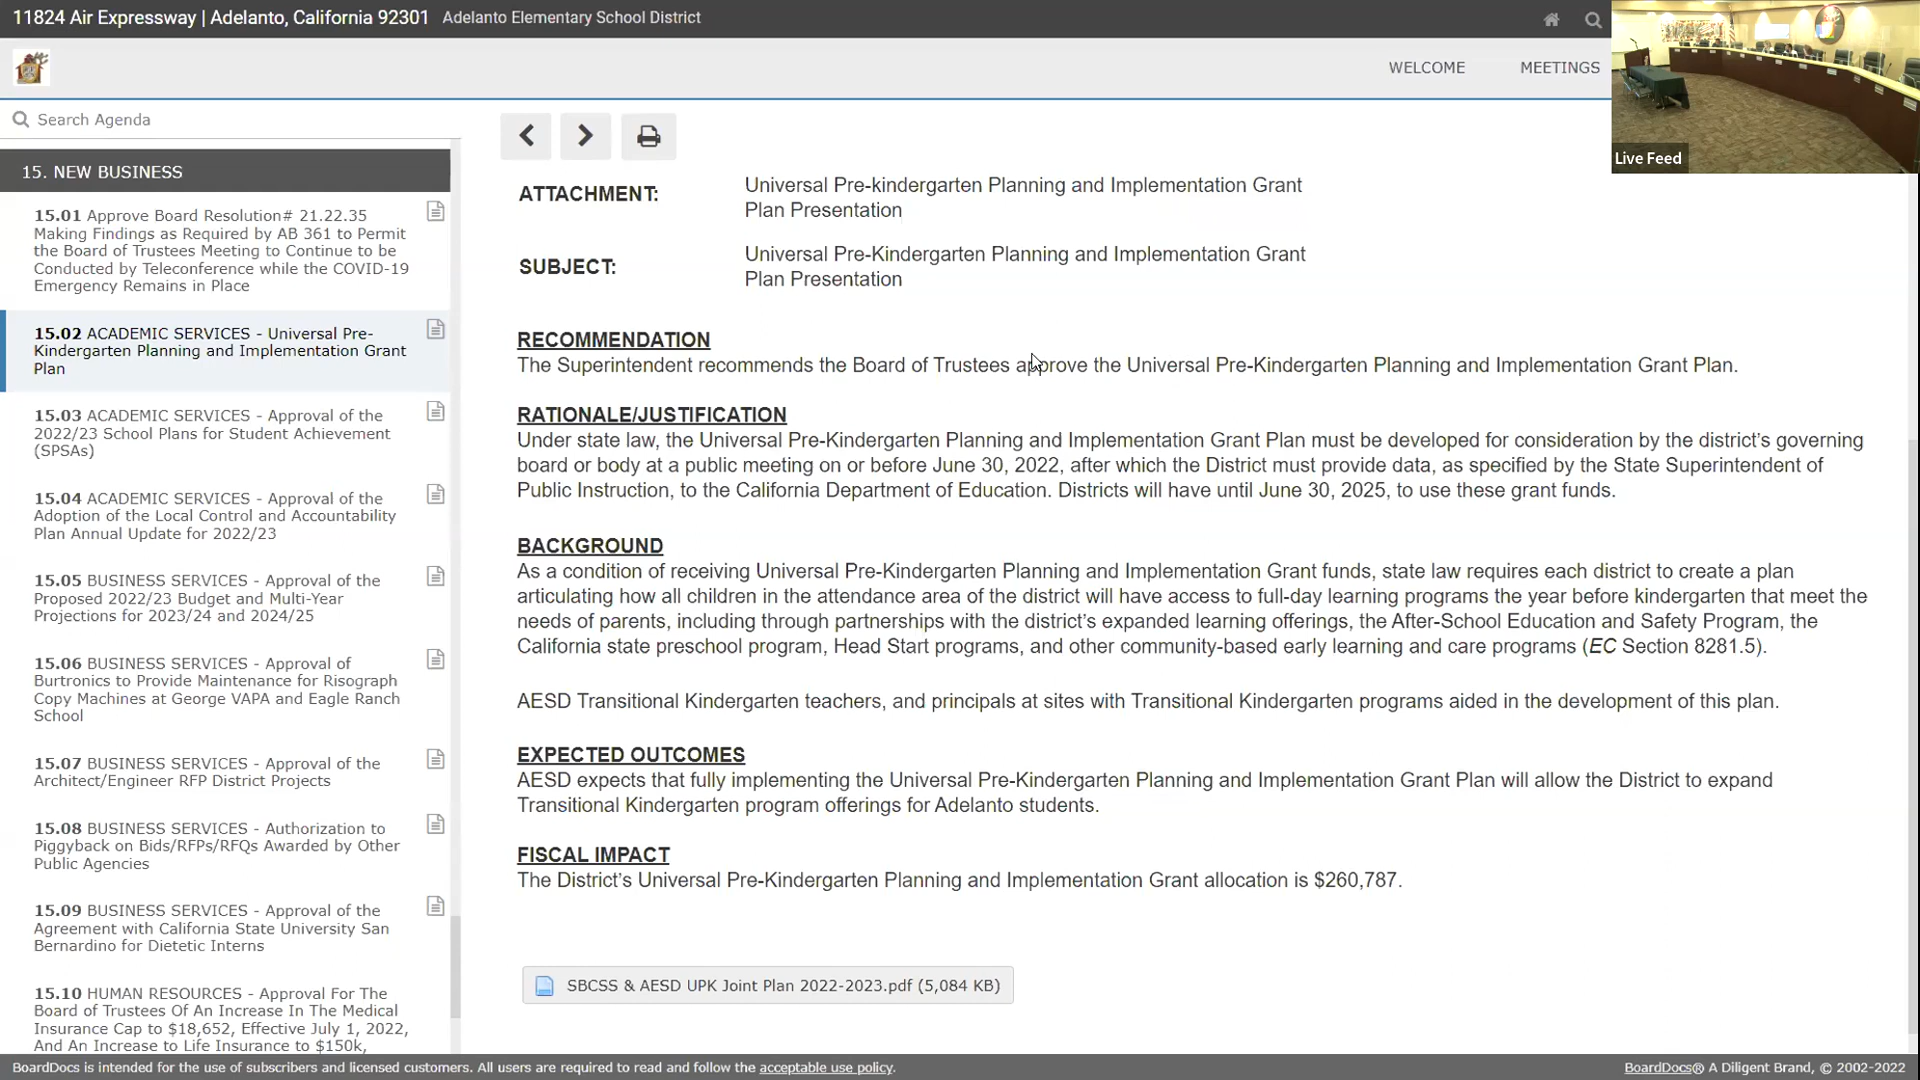 11824 Air Expressway | Adelanto, California 92301 Adelanto Elementary School District
WELCOME MEETINGS
Live Feed
Search Agenda
15. NEW BUSINESS
15.01 Approve Board Resolution# 21.22.35
Making Findings as Required by AB 361 to Permit
the Board of Trustees Meeting to Continue to be
Conducted by Teleconference while the COVID-19
Emergency Remains in Place
15.02 ACADEMIC SERVICES - Universal Pre-
Kindergarten Planning and Implementation Grant
Plan
15.03 ACADEMIC SERVICES - Approval of the
2022/23 School Plans for Student Achievement
(SPSAs)
15.04 ACADEMIC SERVICES - Approval of the
Adoption of the Local Control and Accountability
Plan Annual Update for 2022/23
15.05 BUSINESS SERVICES - Approval of the
Proposed 2022/23 Budget and Multi-Year
Projections for 2023/24 and 2024/25
15.06 BUSINESS SERVICES - Approval of
Burtronics to Provide Maintenance for Risograph
Copy Machines at George VAPA and Eagle Ranch
School
15.07 BUSINESS SERVICES - Approval of the
Architect/Engineer RFP District Projects
15.08 BUSINESS SERVICES - Authorization to
Piggyback on Bids/RFPs/RFQs Awarded by Other
Public Agencies
15.09 BUSINESS SERVICES - Approval of the
Agreement with California State University San
Bernardino for Dietetic Interns
15.10 HUMAN RESOURCES - Approval For The
Board of Trustees Of An Increase In The Medical
Insurance Cap to $18,652, Effective July 1, 2022,
And An Increase to Life Insurance to $150k,
ATTACHMENT: Universal Pre-kindergarten Planning and Implementation Grant
Plan Presentation
SUBJECT: Universal Pre-Kindergarten Planning and Implementation Grant
Plan Presentation
RECOMMENDATION
The Superintendent recommends the Board of Trustees approve the Universal Pre-Kindergarten Planning and Implementation Grant Plan.
RATIONALE/JUSTIFICATION
Under state law, the Universal Pre-Kindergarten Planning and Implementation Grant Plan must be developed for consideration by the district's governing
board or body at a public meeting on or before June 30, 2022, after which the District must provide data, as specified by the State Superintendent of
Public Instruction, to the California Department of Education. Districts will have until June 30, 2025, to use these grant funds.
BACKGROUND
As a condition of receiving Universal Pre-Kindergarten Planning and Implementation Grant funds, state law requires each district to create a plan
articulating how all children in the attendance area of the district will have access to full-day learning programs the year before kindergarten that meet the
needs of parents, including through partnerships with the district's expanded learning offerings, the After-School Education and Safety Program, the
California state preschool program, Head Start programs, and other community-based early learning and care programs (EC Section 8281.5).
AESD Transitional Kindergarten teachers, and principals at sites with Transitional Kindergarten programs aided in the development of this plan.
EXPECTED OUTCOMES
AESD expects that fully implementing the Universal Pre-Kindergarten Planning and Implementation Grant Plan will allow the District to expand
Transitional Kindergarten program offerings for Adelanto students.
FISCAL IMPACT
The District's Universal Pre-Kindergarten Planning and Implementation Grant allocation is $260,787.
SBCSS & AESD UPK Joint Plan 2022-2023.pdf (5,084 KB)
BoardDocs is intended for the use of subscribers and licensed customers. All users are required to read and follow the acceptable use policy.
BoardDocs® A Diligent Brand, © 2002-2022